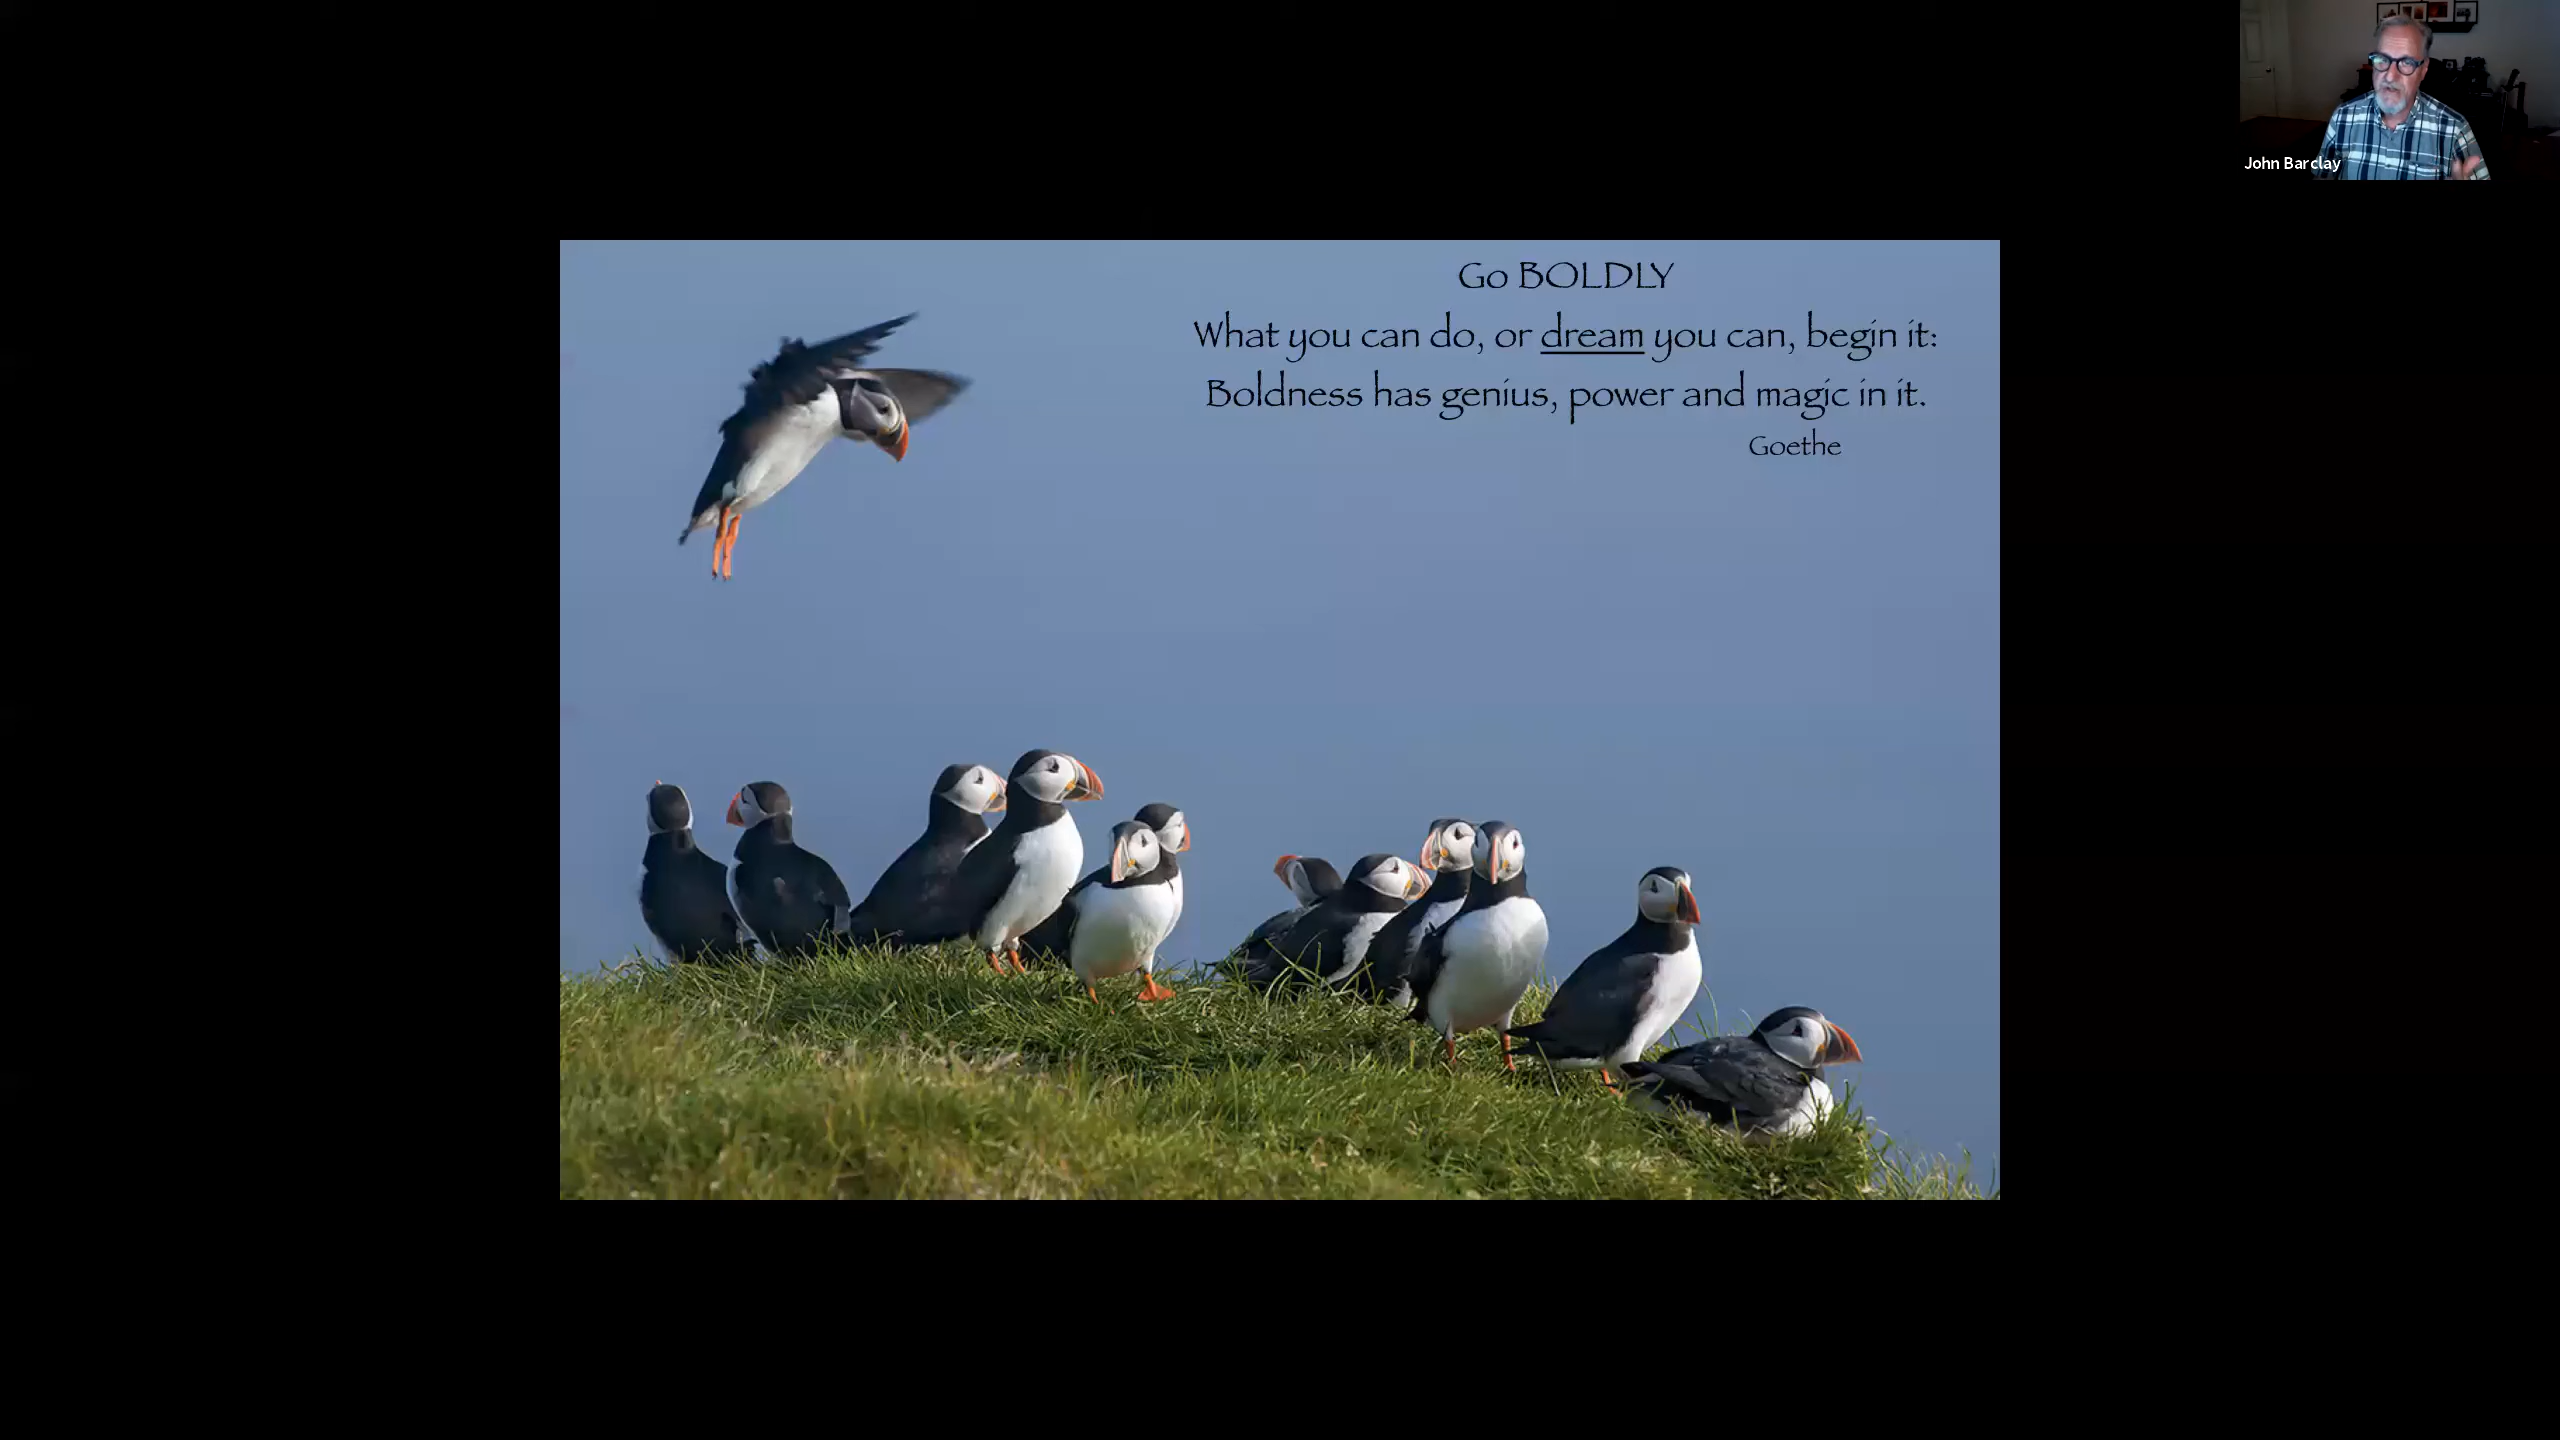 Go BOLDLY
What you can do, or dream you can, begin it:
Boldness has genius, power and magic in it.
Goethe
John Barclay